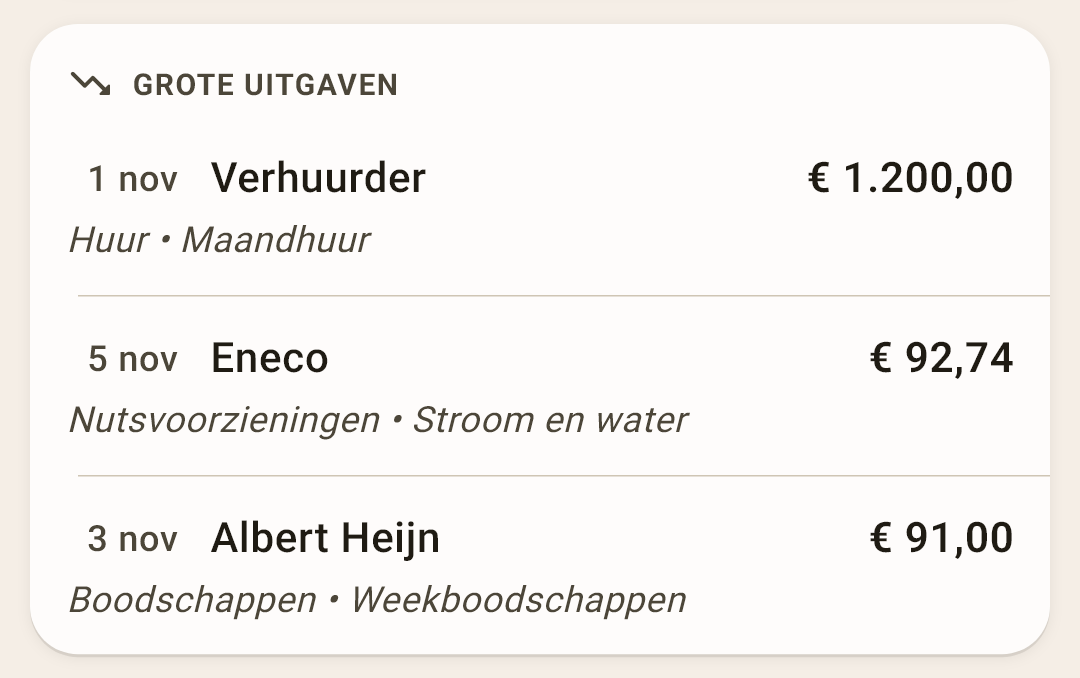 GROTE UITGAVEN
1 nov Verhuurder € 1.200,00
Huur • Maandhuur
5 nov Eneco € 92,74
Nutsvoorzieningen • Stroom en water
3 nov Albert Heijn € 91,00
Boodschappen • Weekboodschappen